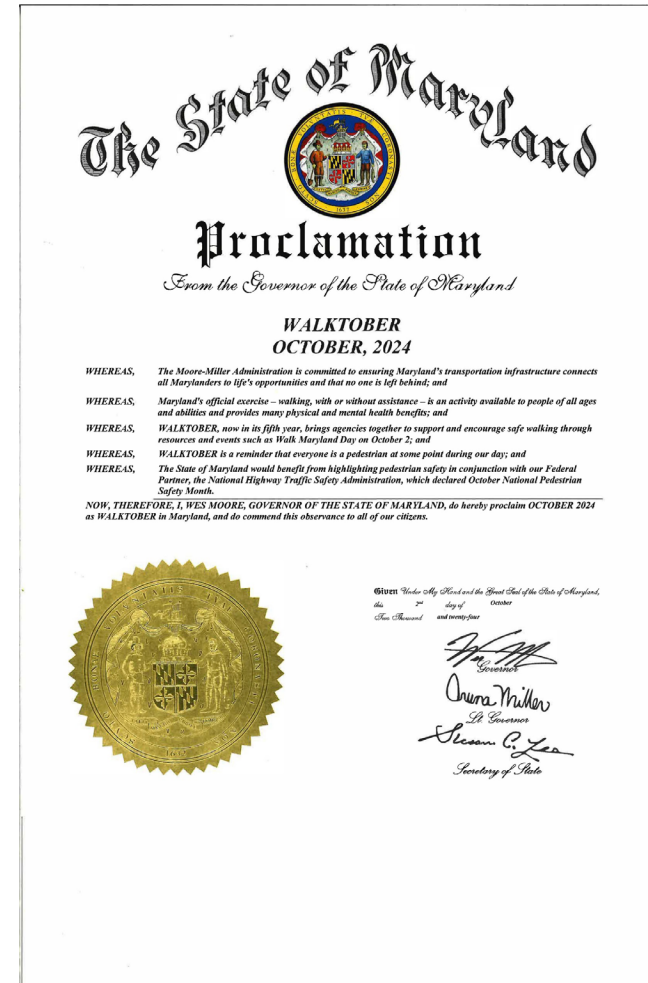 The State of Maryland
Proclamation
From the Governor of the State of Maryland
WALKTOBER
OCTOBER, 2024
WHEREAS, The Moore-Miller Administration is committed to ensuring Maryland's transportation infrastructure connects
all Marylanders to life's opportunities and that no one is left behind; and
WHEREAS, Maryland's official exercise – walking, with or without assistance – is an activity available to people of all ages
and abilities and provides many physical and mental health benefits; and
WHEREAS, WALKTOBER, now in its fifth year, brings agencies together to support and encourage safe walking through
resources and events such as Walk Maryland Day on October 2; and
WHEREAS, WALKTOBER is a reminder that everyone is a pedestrian at some point during our day; and
WHEREAS, The State of Maryland would benefit from highlighting pedestrian safety in conjunction with our Federal
Partner, the National Highway Traffic Safety Administration, which declared October National Pedestrian
Safety Month.
NOW, THEREFORE, I, WES MOORE, GOVERNOR OF THE STATE OF MARYLAND, do hereby proclaim OCTOBER 2024
as WALKTOBER in Maryland, and do commend this observance to all of our citizens.
Given Under My Hand and the Great Seal of the State of Maryland,
this 2nd day of October
Two Thousand and twenty-four
Governor
Aruna Miller
Lt. Governor
Susan C. Lee
Secretary of State